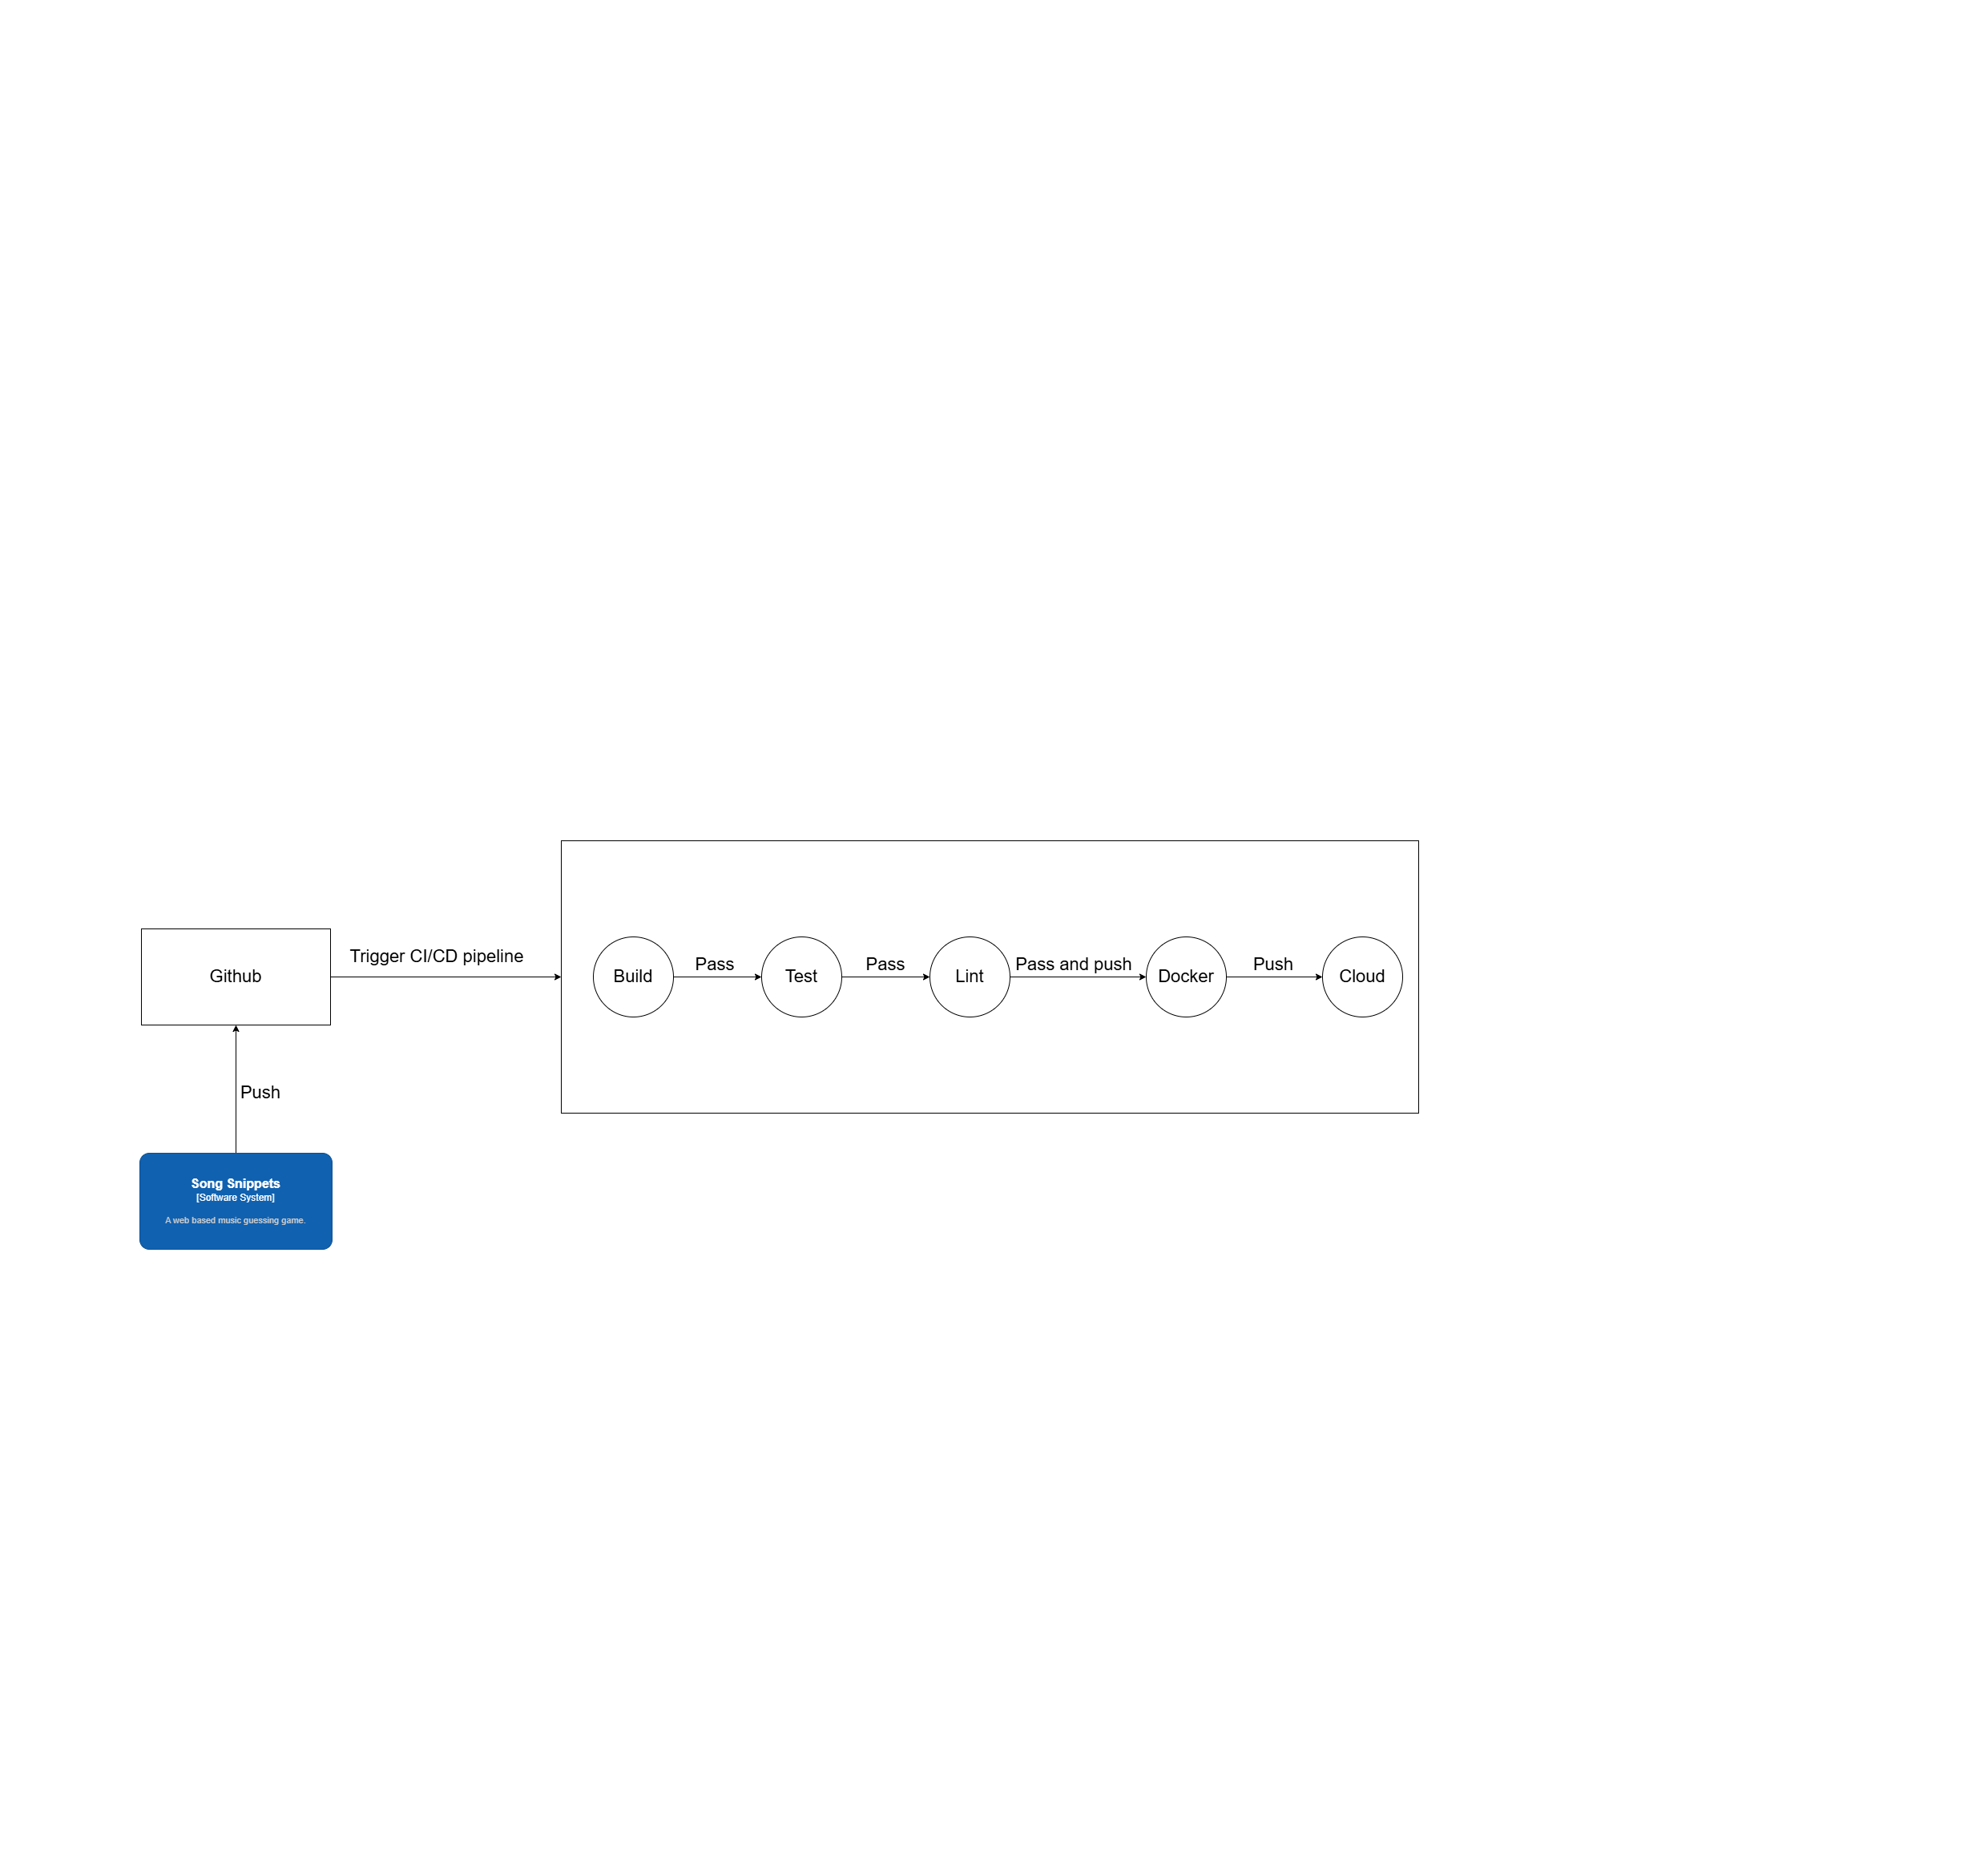 Github
Trigger CI/CD pipeline
Build
Pass
Test
Pass
Lint
Pass and push
Docker
Push
Cloud
Push
Song Snippets
[Software System]
A web based music guessing game.